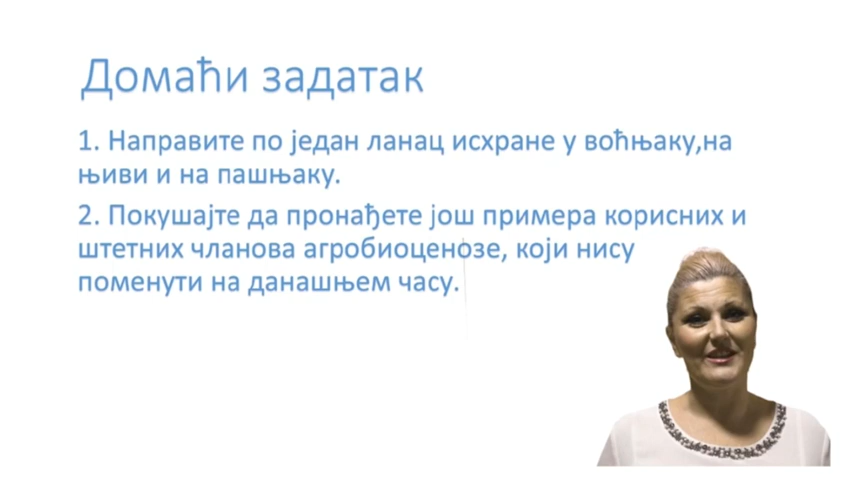 Домаћи задатак
1. Направите по један ланац исхране у воћњаку,на
њиви и на пашњаку.
2. Покушајте да пронађете још примера корисних и
штетних чланова агробиоценозе, који нису
поменути на данашњем часу.